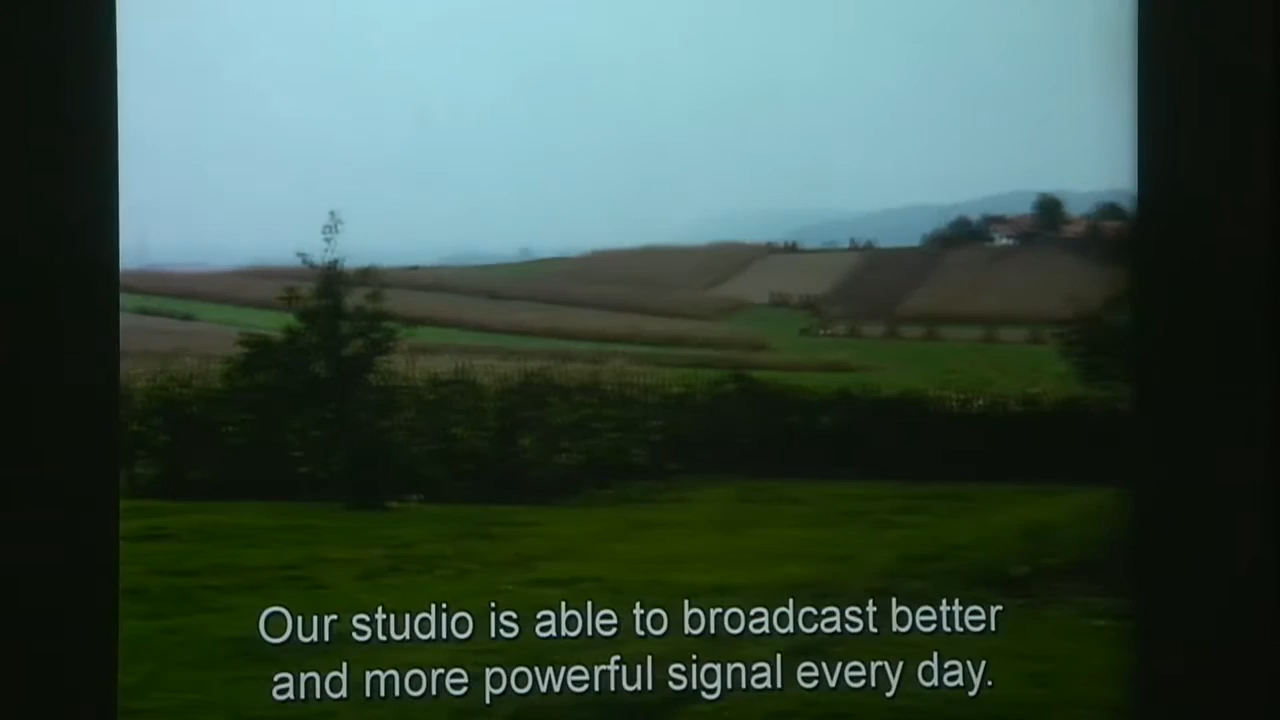 Our studio is able to broadcast better
and more powerful signal every day.